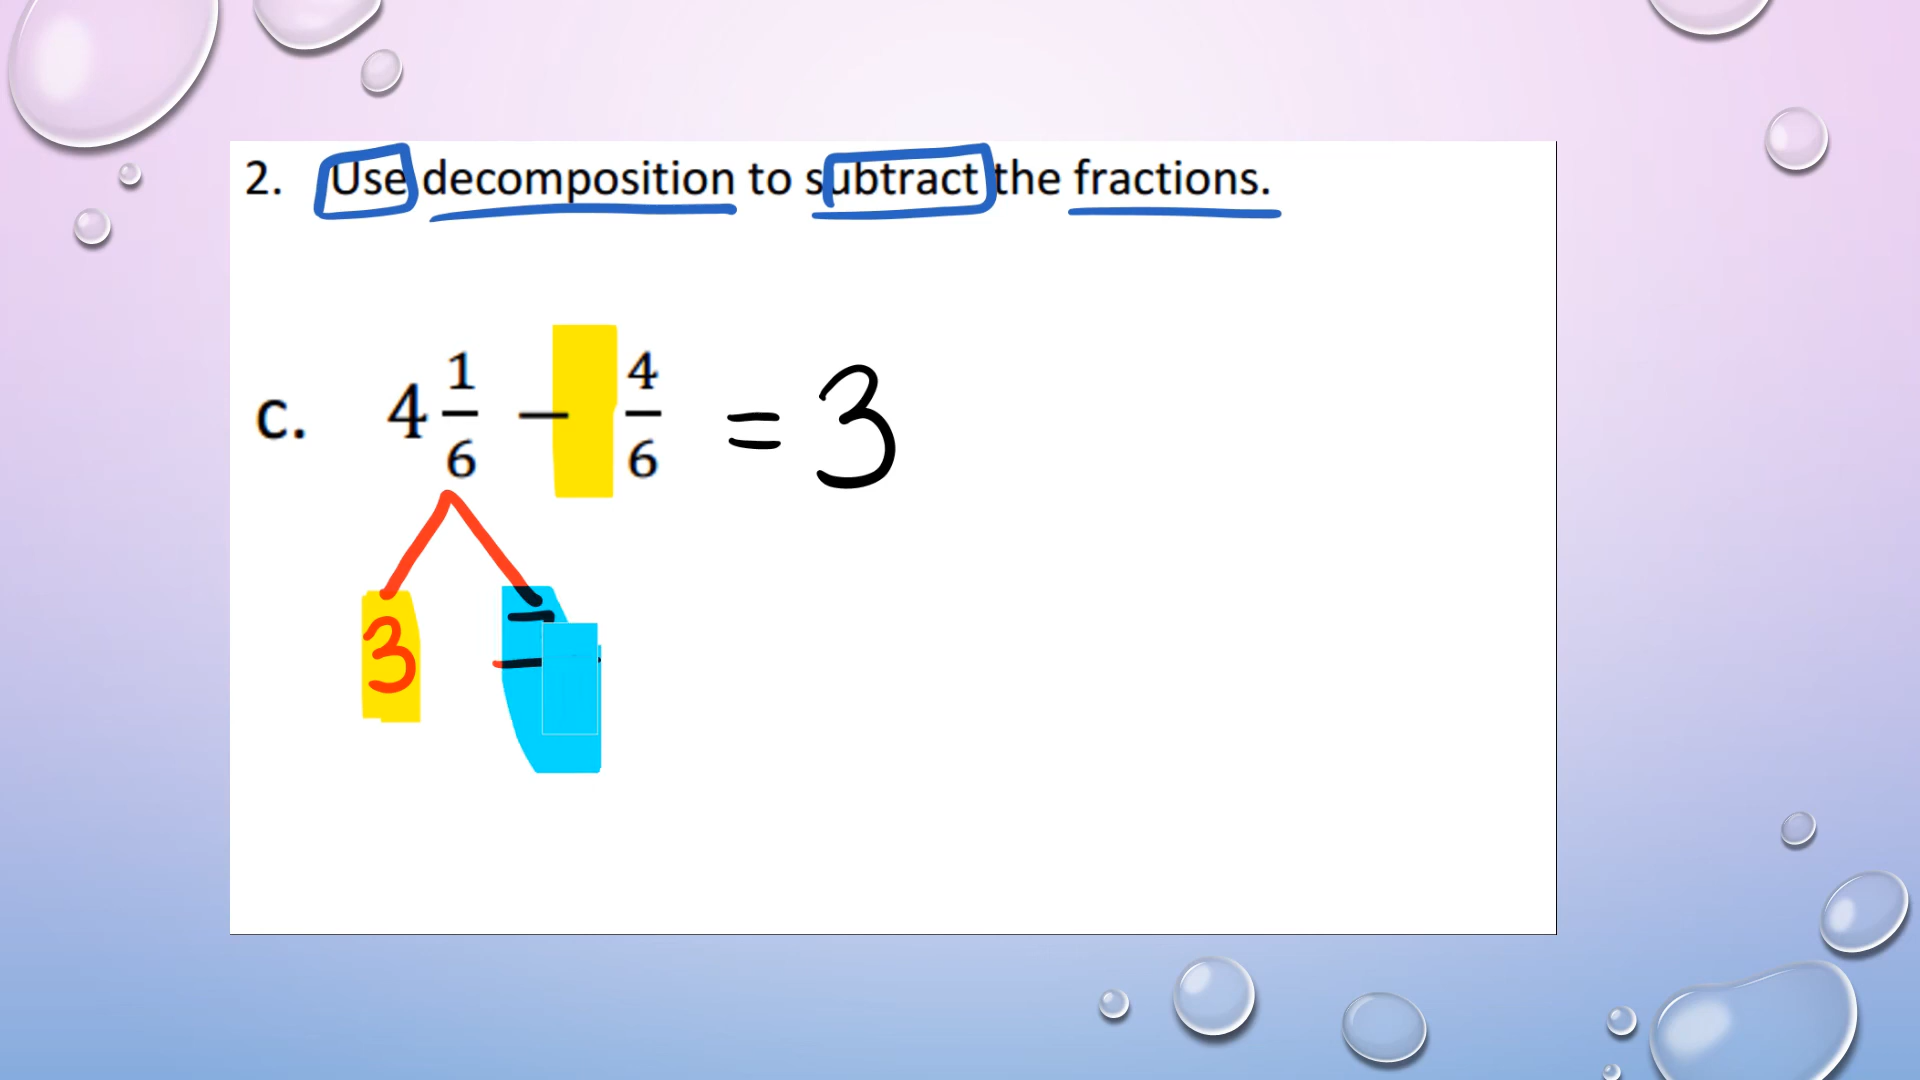 2. Use decomposition to subtract the fractions.
c. 4 1/6 − 4/6 = 3
3